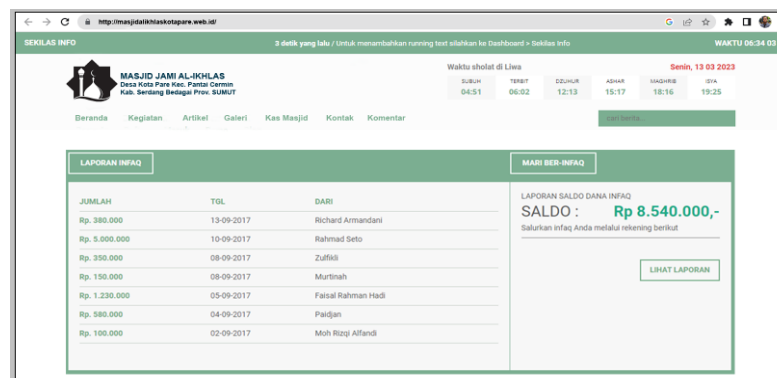 http://masjidalikhlaskotapare.web.id/
SEKILAS INFO
3 detik yang lalu / Untuk menambahkan running text silahkan ke Dashboard > Sekilas Info
WAKTU 06:34 03
MASJID JAMI AL-IKHLAS
Desa Kota Pare Kec. Pantai Cermin
Kab. Serdang Bedagai Prov. SUMUT
Waktu sholat di Liwa
Senin, 13 03 2023
SUBUH TERBIT DZUHUR ASHAR MAGHRIB ISYA
04:51 06:02 12:13 15:17 18:16 19:25
Beranda Kegiatan Artikel Galeri Kas Masjid Kontak Komentar
cari berita...
LAPORAN INFAQ
JUMLAH TGL DARI
Rp. 380.000 13-09-2017 Richard Armandani
Rp. 5.000.000 10-09-2017 Rahmad Seto
Rp. 350.000 08-09-2017 Zulfikli
Rp. 150.000 08-09-2017 Murtinah
Rp. 1.230.000 05-09-2017 Faisal Rahman Hadi
Rp. 580.000 04-09-2017 Paidjan
Rp. 100.000 02-09-2017 Moh Rizqi Alfandi
MARI BER-INFAQ
LAPORAN SALDO DANA INFAQ
SALDO : Rp 8.540.000,-
Salurkan infaq Anda melalui rekening berikut
LIHAT LAPORAN